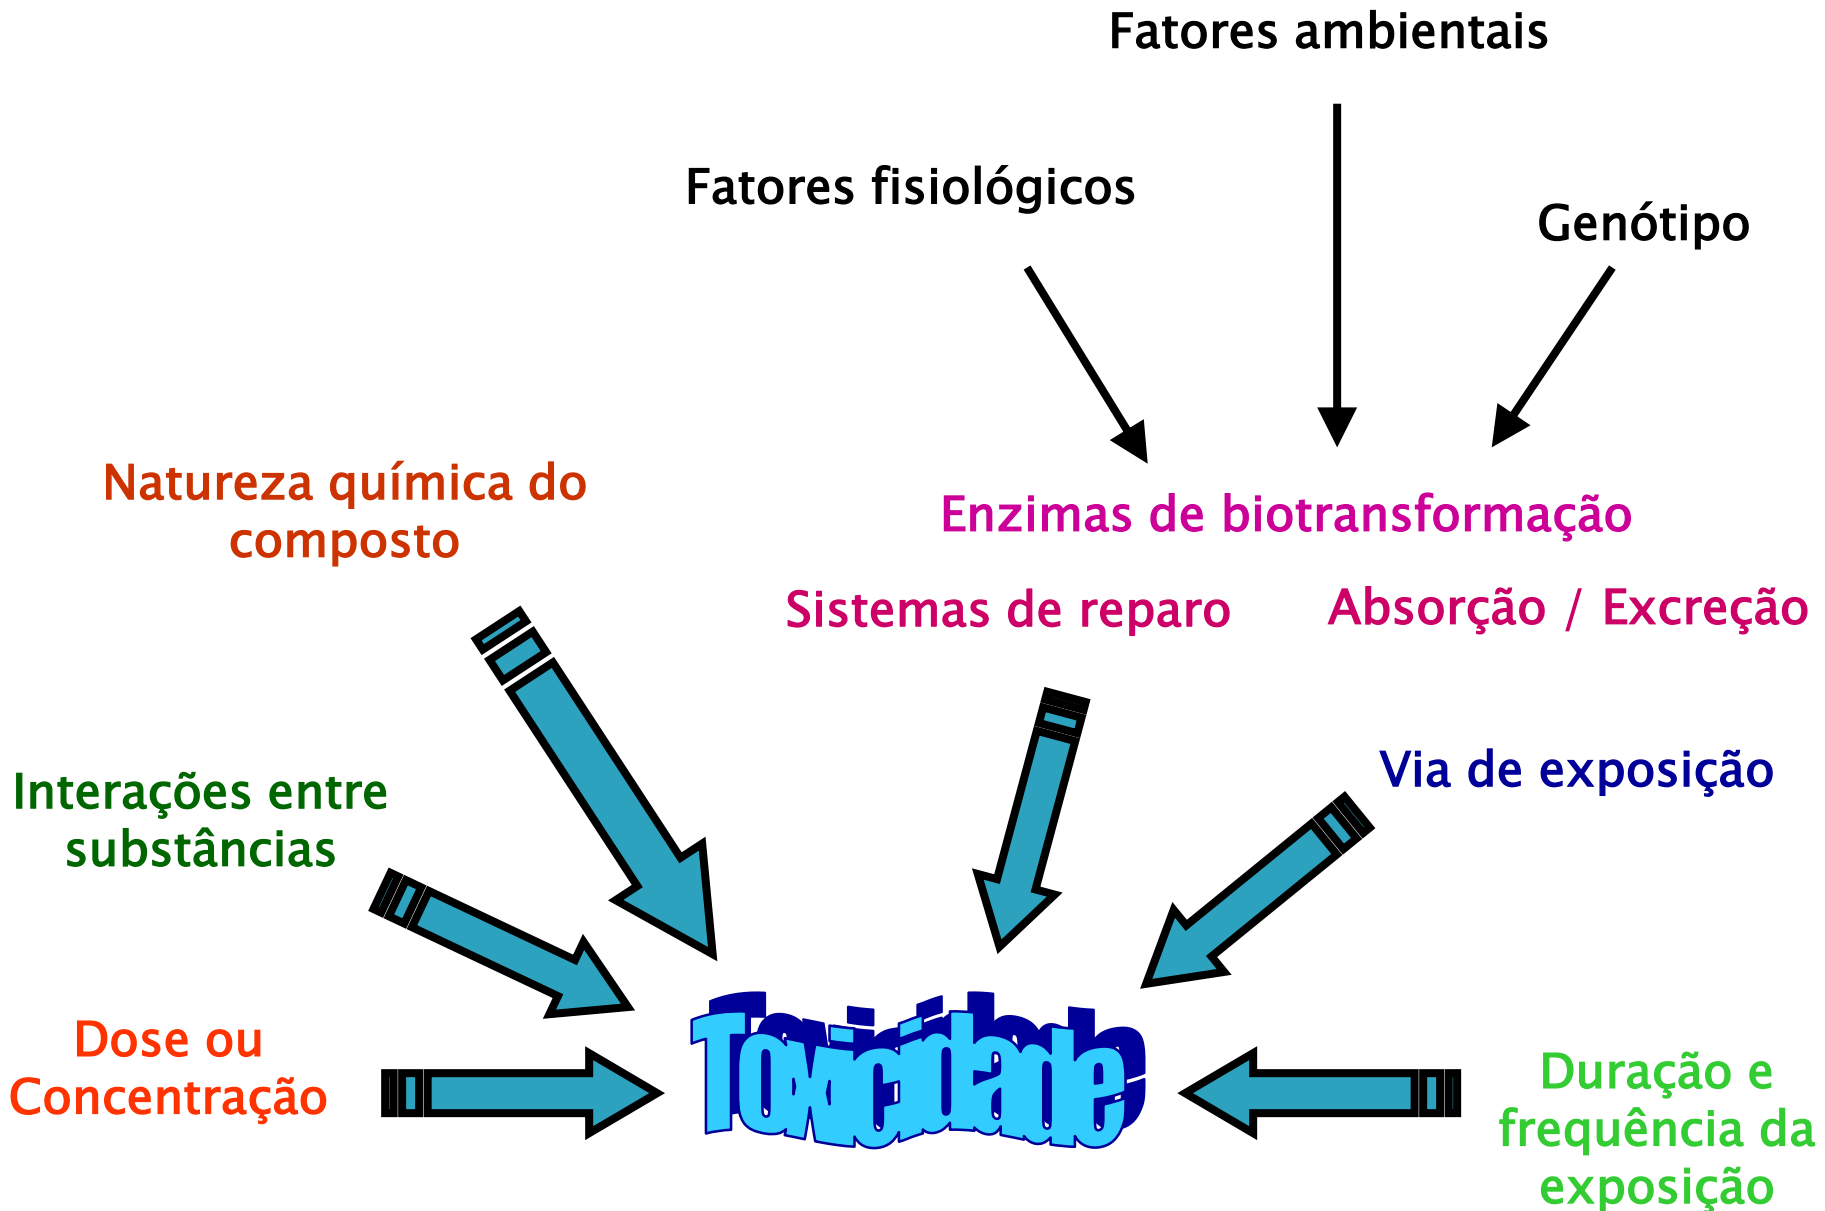 Fatores ambientais
Fatores fisiológicos
Genótipo
Natureza química do
composto
Enzimas de biotransformação
Sistemas de reparo
Absorção / Excreção
Via de exposição
Interações entre
substâncias
Dose ou
Concentração
Toxicidade
Duração e
frequência da
exposição